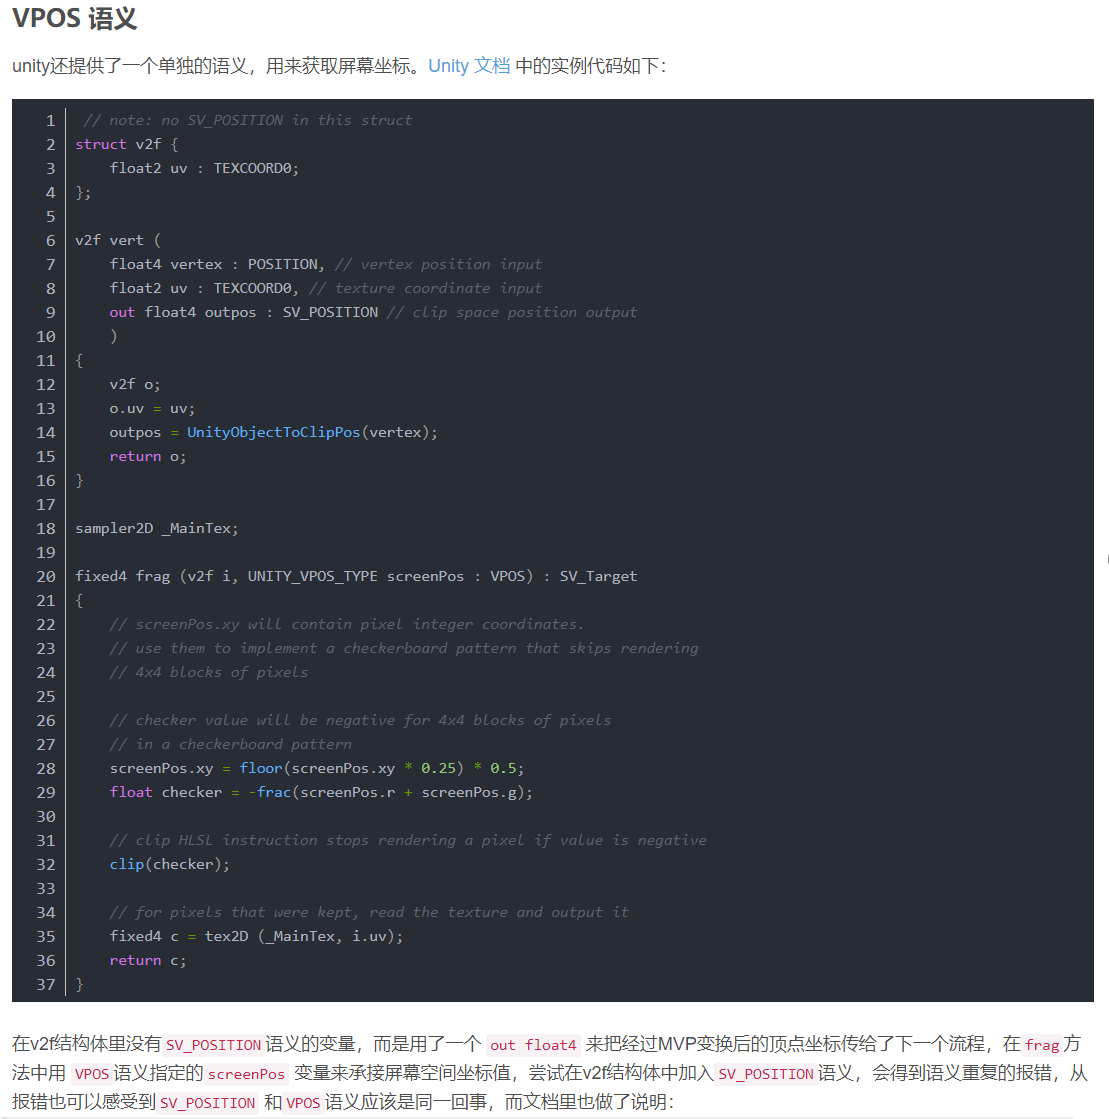 VPOS 语义
unity还提供了一个单独的语义，用来获取屏幕坐标。Unity 文档 中的实例代码如下：
1 // note: no SV_POSITION in this struct
2 struct v2f {
3 float2 uv : TEXCOORD0;
4 };
5
6 v2f vert (
7 float4 vertex : POSITION, // vertex position input
8 float2 uv : TEXCOORD0, // texture coordinate input
9 out float4 outpos : SV_POSITION // clip space position output
10 )
11 {
12 v2f o;
13 o.uv = uv;
14 outpos = UnityObjectToClipPos(vertex);
15 return o;
16 }
17
18 sampler2D _MainTex;
19
20 fixed4 frag (v2f i, UNITY_VPOS_TYPE screenPos : VPOS) : SV_Target
21 {
22 // screenPos.xy will contain pixel integer coordinates.
23 // use them to implement a checkerboard pattern that skips rendering
24 // 4x4 blocks of pixels
25
26 // checker value will be negative for 4x4 blocks of pixels
27 // in a checkerboard pattern
28 screenPos.xy = floor(screenPos.xy * 0.25) * 0.5;
29 float checker = -frac(screenPos.r + screenPos.g);
30
31 // clip HLSL instruction stops rendering a pixel if value is negative
32 clip(checker);
33
34 // for pixels that were kept, read the texture and output it
35 fixed4 c = tex2D (_MainTex, i.uv);
36 return c;
37 }
在v2f结构体里没有 SV_POSITION 语义的变量，而是用了一个 out float4 来把经过MVP变换后的顶点坐标传给了下一个流程，在 frag 方
法中用 VPOS 语义指定的 screenPos 变量来承接屏幕空间坐标值，尝试在v2f结构体中加入 SV_POSITION 语义，会得到语义重复的报错，从
报错也可以感受到 SV_POSITION 和 VPOS 语义应该是同一回事，而文档里也做了说明：